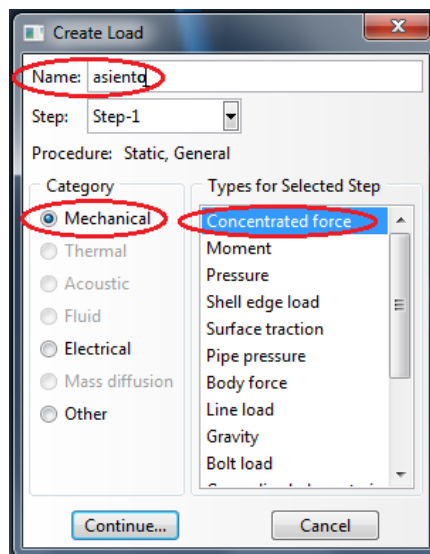 Create Load
Name: asiento
Step: Step-1
Procedure: Static, General
Category
Mechanical
Thermal
Acoustic
Fluid
Electrical
Mass diffusion
Other
Types for Selected Step
Concentrated force
Moment
Pressure
Shell edge load
Surface traction
Pipe pressure
Body force
Line load
Gravity
Bolt load
Continue...
Cancel